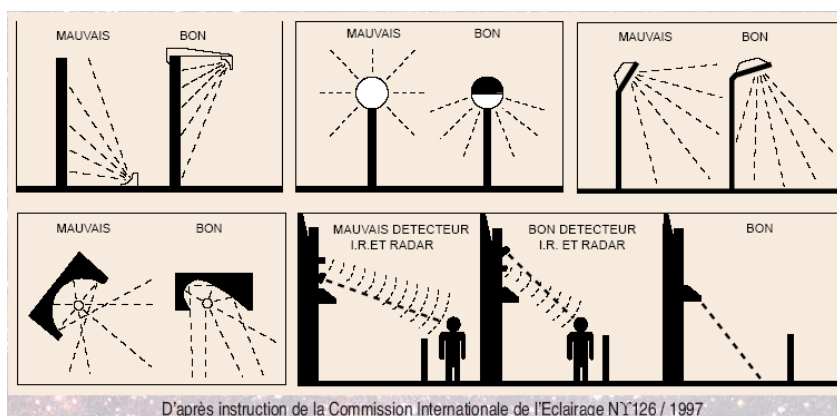 MAUVAIS BON
MAUVAIS BON
MAUVAIS BON
MAUVAIS BON
MAUVAIS DETECTEUR
I.R.ET RADAR
BON DETECTEUR
I.R. ET RADAR
BON
D'après instruction de la Commission Internationale de l'Eclairage N°126 / 1997